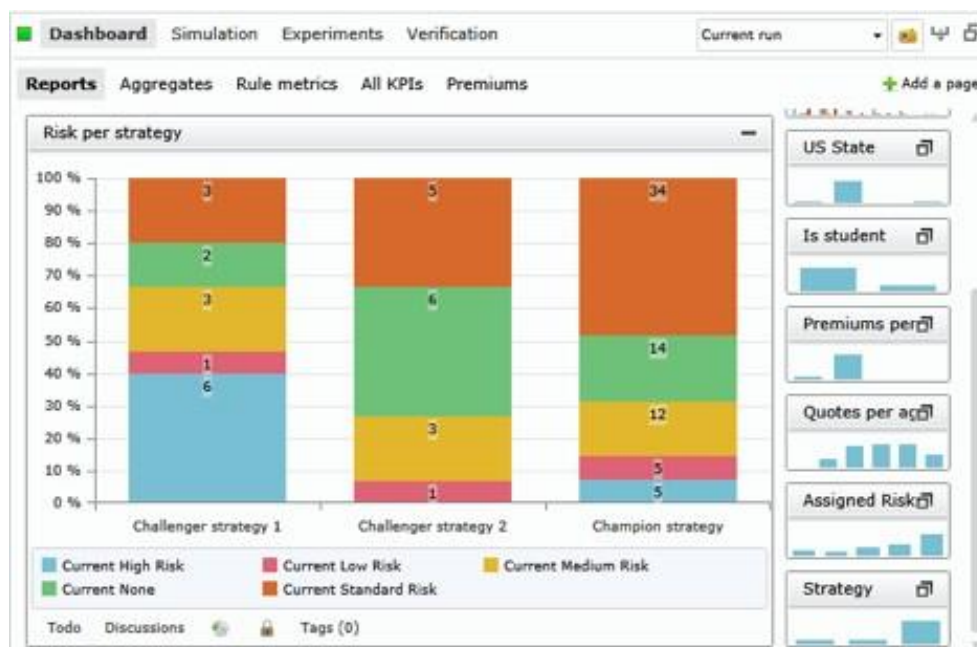 Dashboard Simulation Experiments Verification Current run
Reports Aggregates Rule metrics All KPIs Premiums Add a page
Risk per strategy
100 %
90 %
80 %
70 %
60 %
50 %
40 %
30 %
20 %
10 %
0 %
3
2
3
1
6
5
6
3
1
34
14
12
5
5
Challenger strategy 1 Challenger strategy 2 Champion strategy
Current High Risk Current Low Risk Current Medium Risk
Current None Current Standard Risk
Todo Discussions Tags (0)
US State
Is student
Premiums per
Quotes per ag
Assigned Risk
Strategy